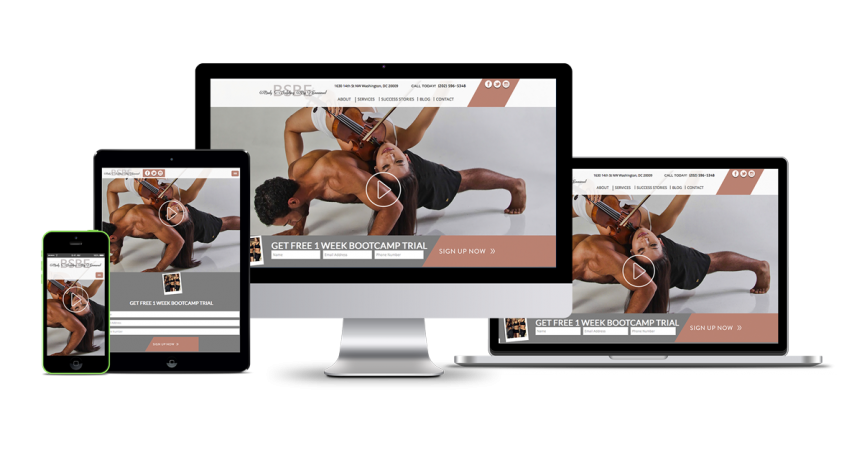 B&BF
1630 14th St NW Washington, DC 20009 CALL TODAY! (202) 596-5348
ABOUT | SERVICES | SUCCESS STORIES | BLOG | CONTACT
GET FREE 1 WEEK BOOTCAMP TRIAL
Name Email Address Phone Number
SIGN UP NOW »
1630 14th St NW Washington, DC 20009 CALL TODAY! (202) 596-5348
ABOUT | SERVICES | SUCCESS STORIES | BLOG | CONTACT
GET FREE 1 WEEK BOOTCAMP TRIAL
Name Email Address Phone Number
SIGN UP NOW »
GET FREE 1 WEEK BOOTCAMP TRIAL
SIGN UP NOW »